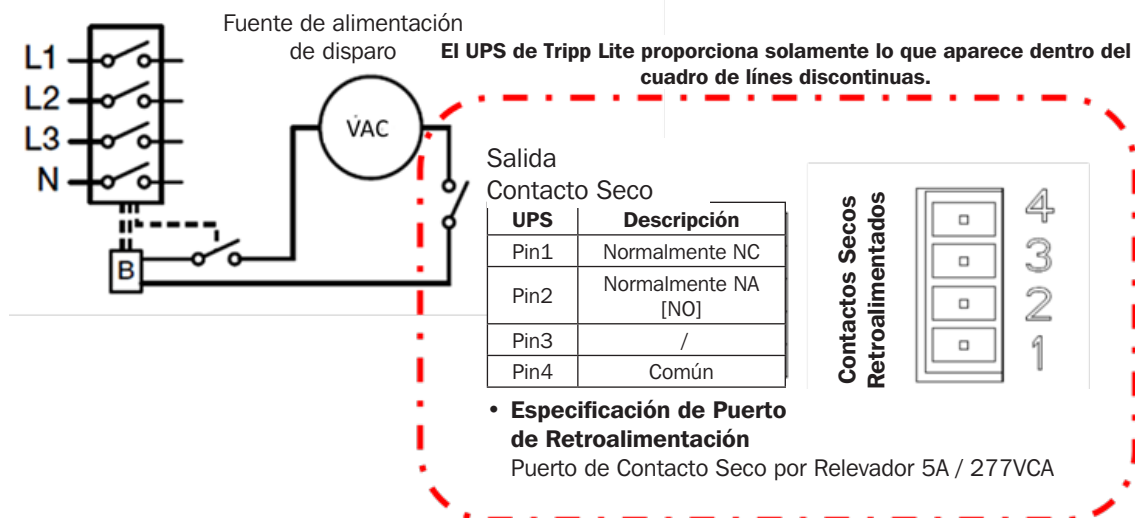 Fuente de alimentación
de disparo
El UPS de Tripp Lite proporciona solamente lo que aparece dentro del
cuadro de línes discontinuas.
L1
L2
L3
N
VAC
B
Salida
Contacto Seco
UPS Descripción
Pin1 Normalmente NC
Pin2 Normalmente NA
[NO]
Pin3 /
Pin4 Común
Contactos Secos
Retroalimentados
4
3
2
1
• Especificación de Puerto
de Retroalimentación
Puerto de Contacto Seco por Relevador 5A / 277VCA